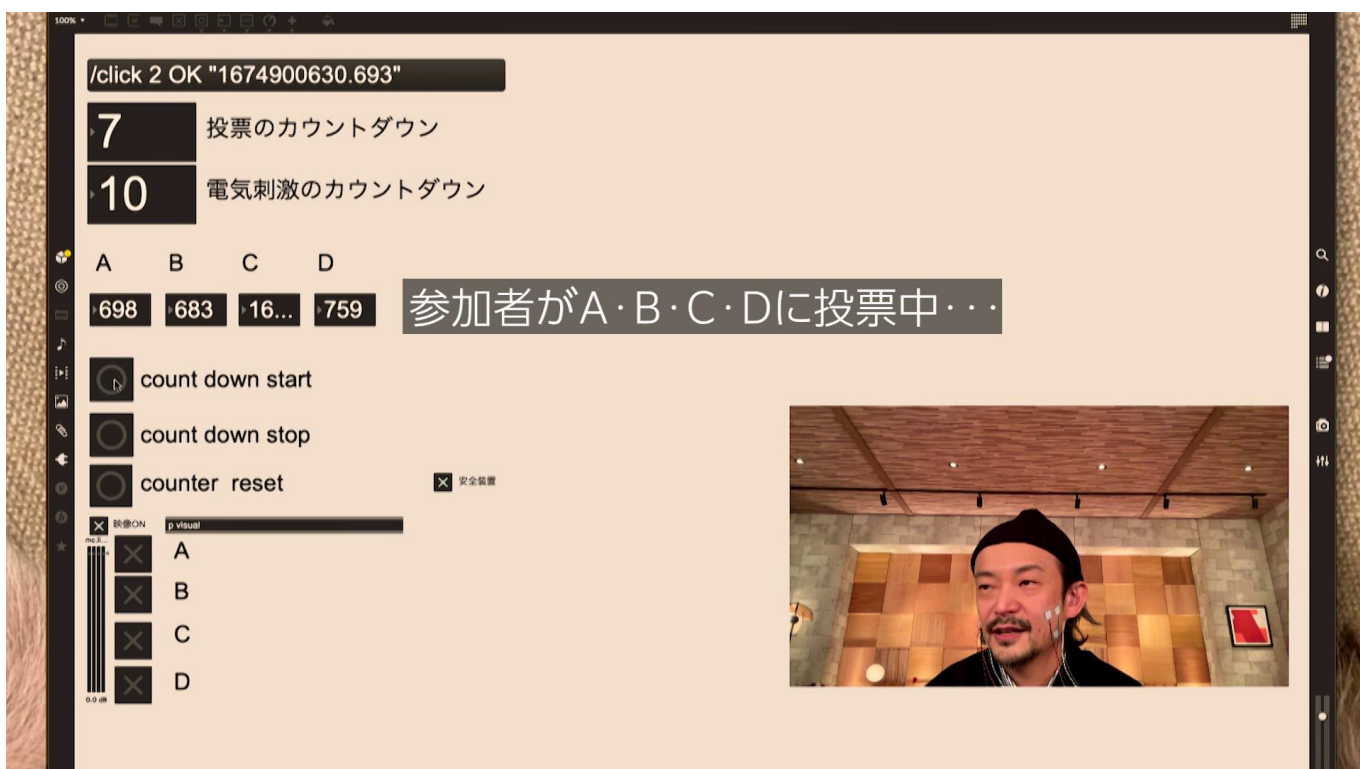 100%
/click 2 OK "1674900630.693"
7 投票のカウントダウン
10 電気刺激のカウントダウン
A B C D
698 683 16... 759
参加者がA·B·C·Dに投票中···
count down start
count down stop
counter reset
安全装置
映像ON
p visual
mc.li...
A
B
C
D
0.0 dB